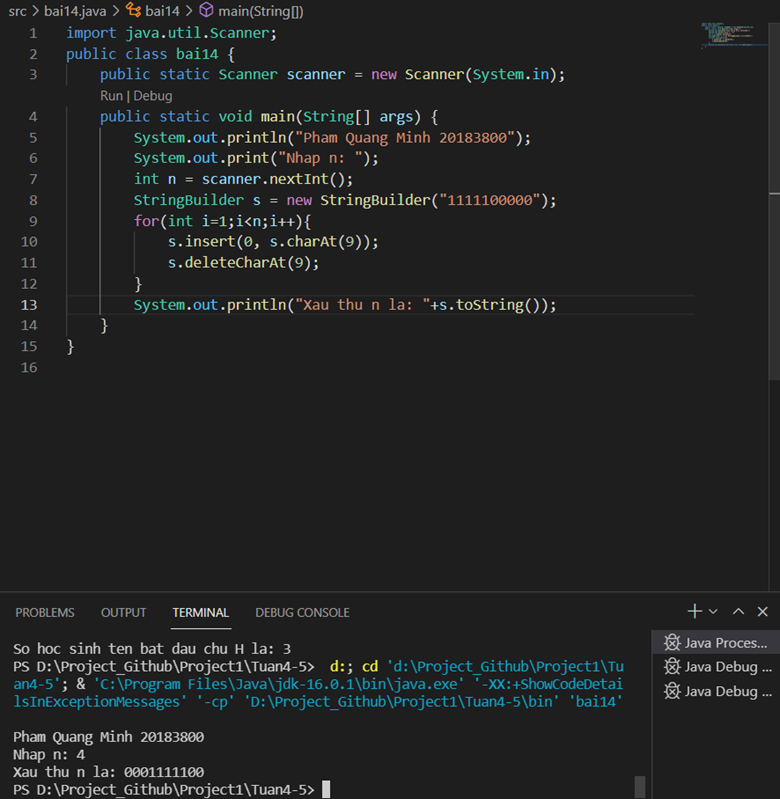 src > bai14.java > bai14 > main(String[])
1 import java.util.Scanner;
2 public class bai14 {
3 public static Scanner scanner = new Scanner(System.in);
Run | Debug
4 public static void main(String[] args) {
5 System.out.println("Pham Quang Minh 20183800");
6 System.out.print("Nhap n: ");
7 int n = scanner.nextInt();
8 StringBuilder s = new StringBuilder("1111100000");
9 for(int i=1;i<n;i++){
10 s.insert(0, s.charAt(9));
11 s.deleteCharAt(9);
12 }
13 System.out.println("Xau thu n la: "+s.toString());
14 }
15 }
16
PROBLEMS OUTPUT TERMINAL DEBUG CONSOLE
So hoc sinh ten bat dau chu H la: 3
PS D:\Project_Github\Project1\Tuan4-5> d:; cd 'd:\Project_Github\Project1\Tu
an4-5'; & 'C:\Program Files\Java\jdk-16.0.1\bin\java.exe' '-XX:+ShowCodeDetai
lsInExceptionMessages' '-cp' 'D:\Project_Github\Project1\Tuan4-5\bin' 'bai14'
Pham Quang Minh 20183800
Nhap n: 4
Xau thu n la: 0001111100
PS D:\Project_Github\Project1\Tuan4-5>
Java Proces...
Java Debug ...
Java Debug ...